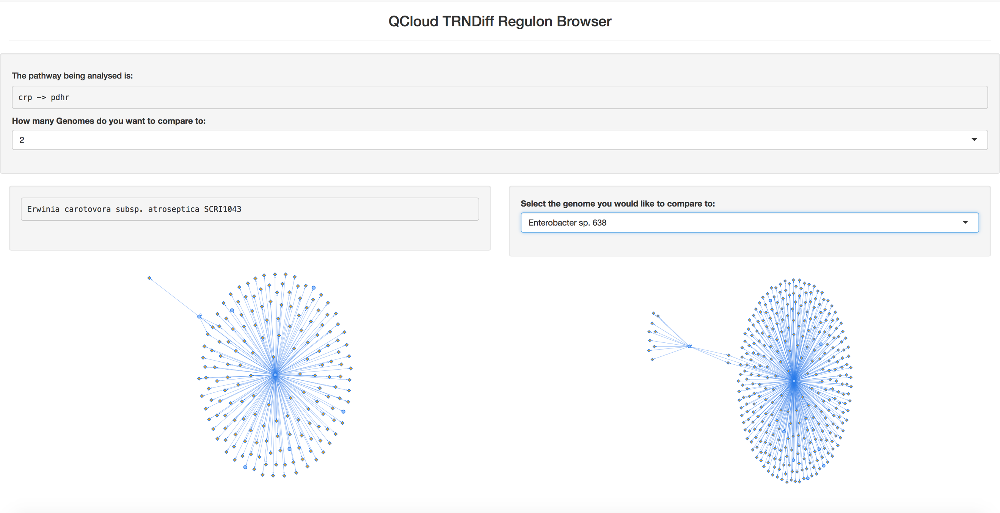 QCloud TRNDiff Regulon Browser
The pathway being analysed is:
crp —> pdhr
How many Genomes do you want to compare to:
2
Erwinia carotovora subsp. atroseptica SCRI1043
Select the genome you would like to compare to:
Enterobacter sp. 638